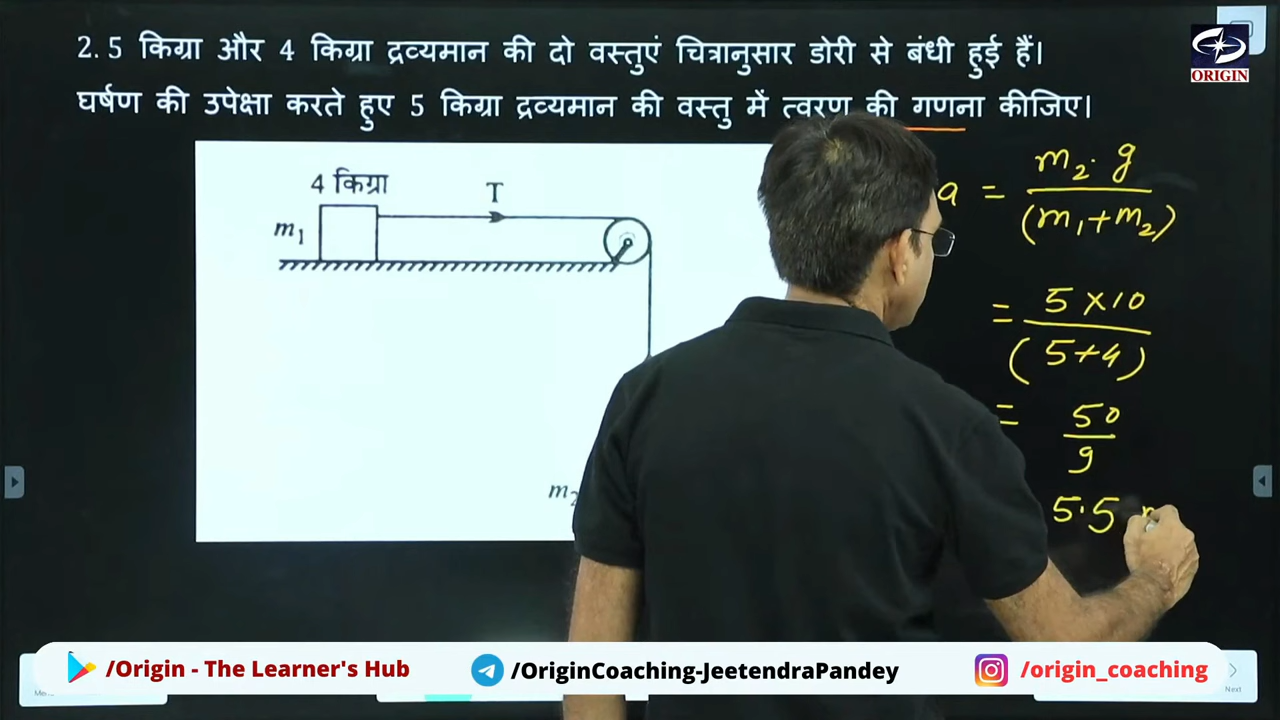 2. 5 किग्रा और 4 किग्रा द्रव्यमान की दो वस्तुएं चित्रानुसार डोरी से बंधी हुई हैं।
घर्षण की उपेक्षा करते हुए 5 किग्रा द्रव्यमान की वस्तु में त्वरण की गणना कीजिए।
ORIGIN
4 किग्रा
T
m₁
m₂
a = m₂. g / (m₁+m₂)
= 5 × 10 / (5+4)
= 50 / 9
5.5
/Origin - The Learner's Hub
/OriginCoaching-JeetendraPandey
/origin_coaching
Next